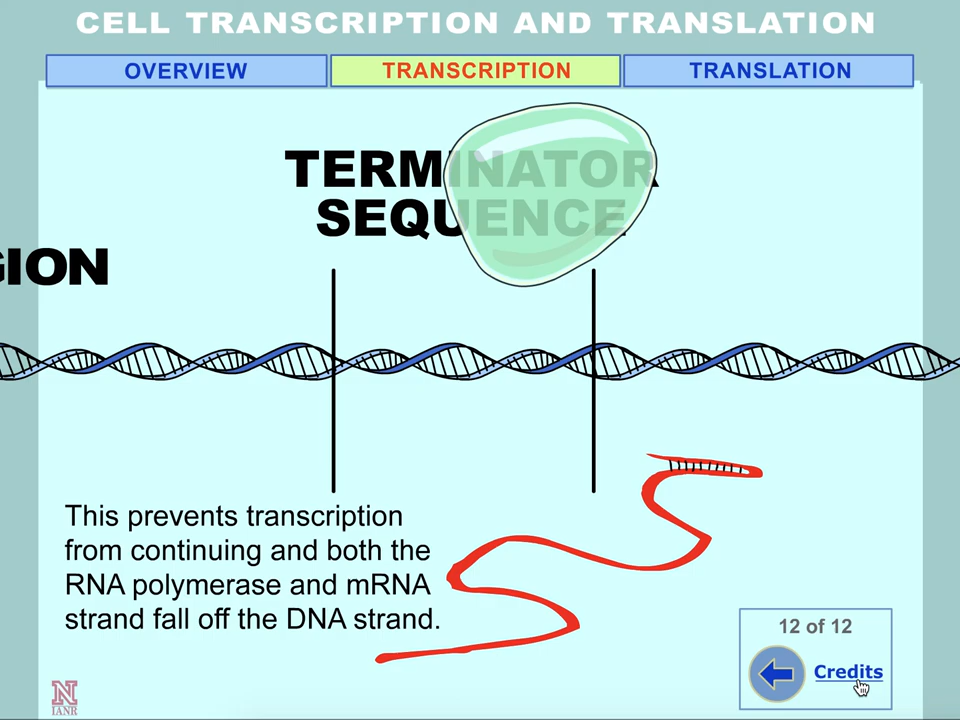 CELL TRANSCRIPTION AND TRANSLATION
OVERVIEW
TRANSCRIPTION
TRANSLATION
TERMINATOR
SEQUENCE
GION
This prevents transcription
from continuing and both the
RNA polymerase and mRNA
strand fall off the DNA strand.
12 of 12
Credits
N
IANR